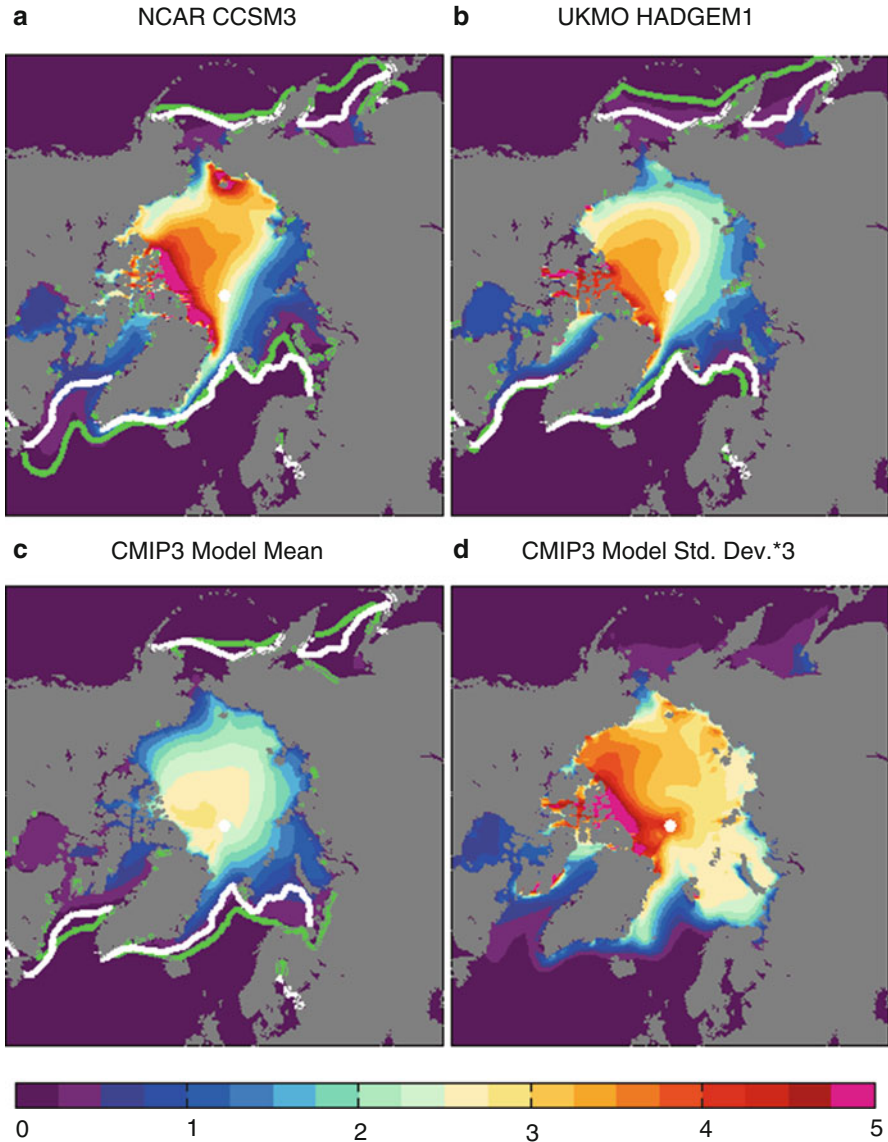 a NCAR CCSM3
b UKMO HADGEM1
c CMIP3 Model Mean
d CMIP3 Model Std. Dev.*3
0 1 2 3 4 5